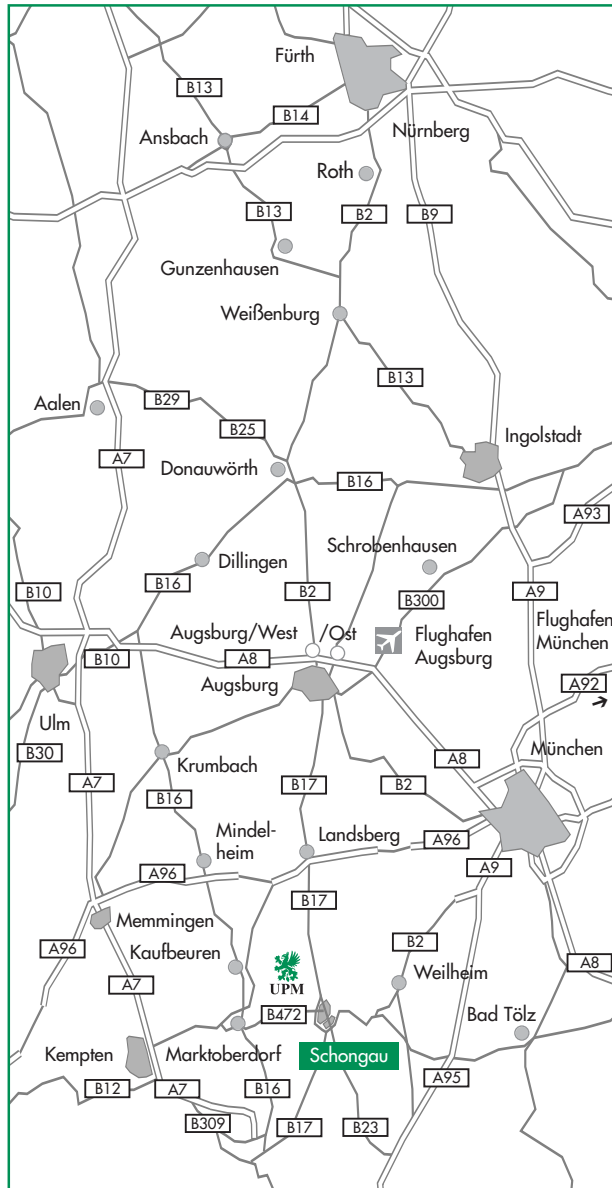 Fürth
B13
B14
Ansbach
Nürnberg
Roth
B13
B2
B9
Gunzenhausen
Weißenburg
B13
Aalen
B29
B25
Ingolstadt
A7
Donauwörth
B16
A93
Schrobenhausen
Dillingen
B10
B16
B2
B300
A9
Augsburg/West
/Ost
Flughafen
Augsburg
Flughafen
München
B10
A8
Augsburg
A92
Ulm
B30
A7
Krumbach
B17
B2
A8
München
B16
Mindel-
heim
Landsberg
A96
A96
A9
B17
Memmingen
A96
Kaufbeuren
B2
A7
UPM
Weilheim
A8
B472
Bad Tölz
Kempten
Marktoberdorf
Schongau
B12
A7
B16
A95
B309
B17
B23